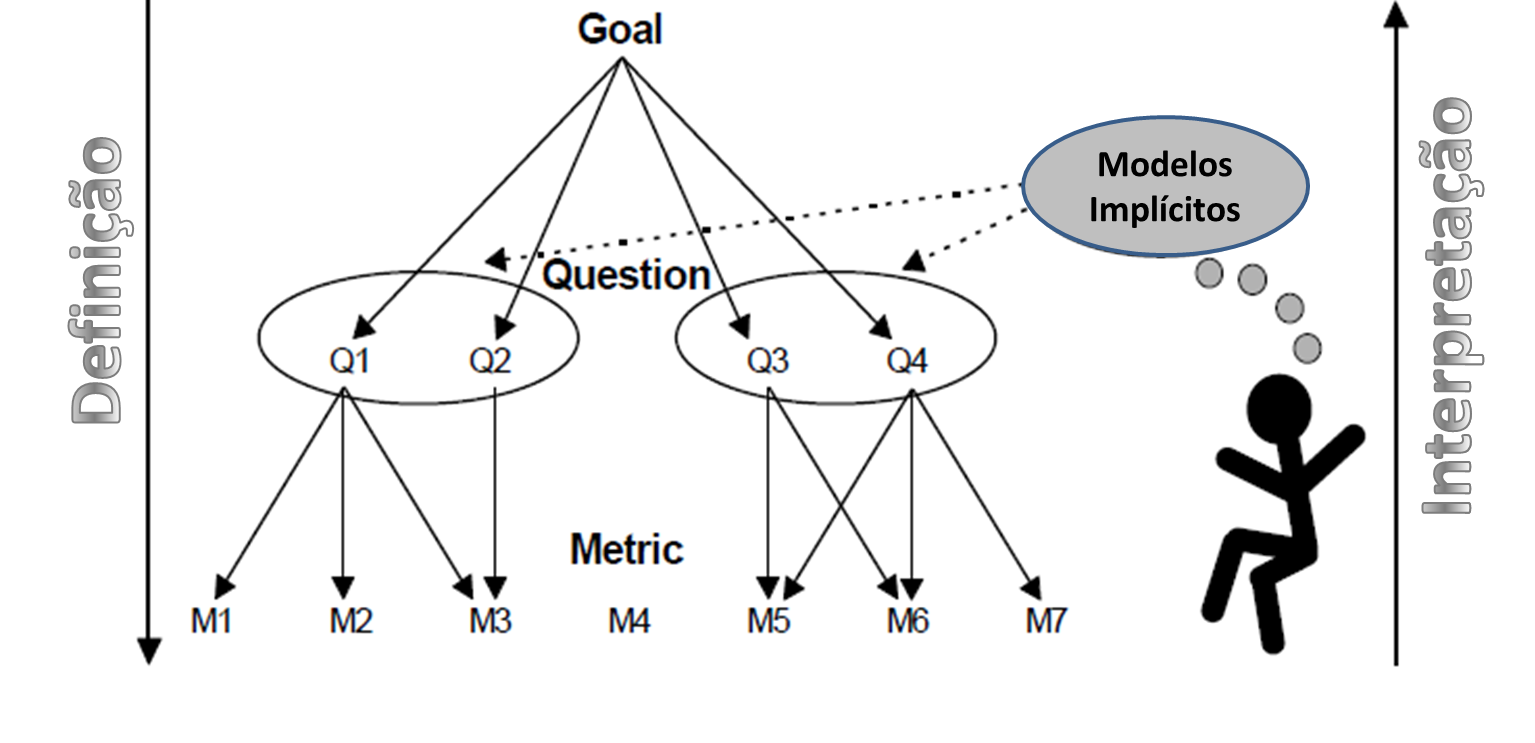 Goal
Definição
Modelos
Implícitos
Interpretação
Question
Q1 Q2 Q3 Q4
Metric
M1 M2 M3 M4 M5 M6 M7